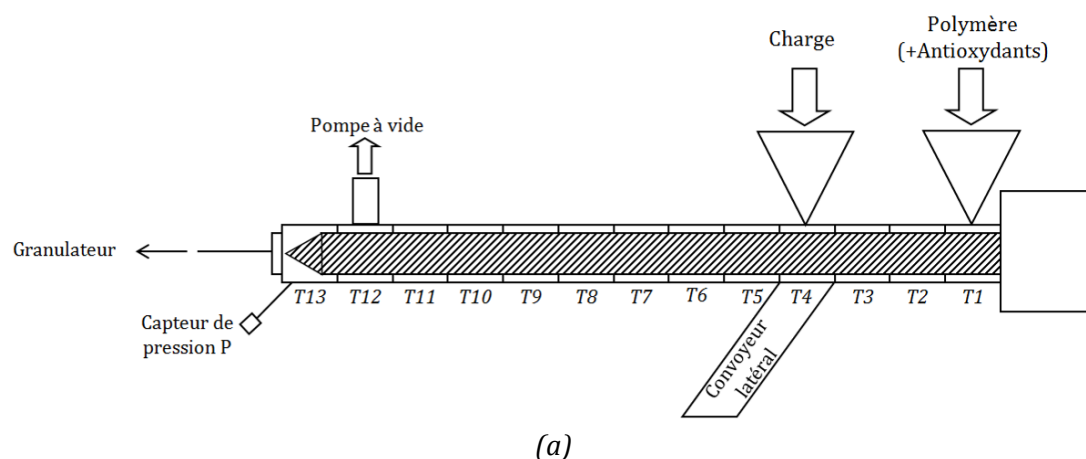 Charge
Polymère
(+Antioxydants)
Pompe à vide
Granulateur
T13 T12 T11 T10 T9 T8 T7 T6 T5 T4 T3 T2 T1
Capteur de
pression P
Convoyeur
latéral
(a)